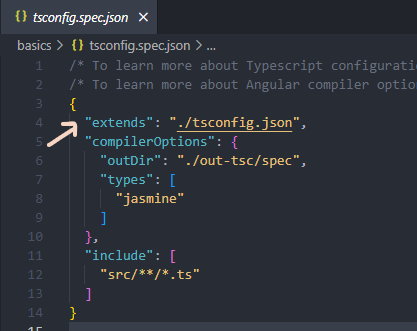 {} tsconfig.spec.json ×
basics > {} tsconfig.spec.json > ...
1 /* To learn more about Typescript configuratio
2 /* To learn more about Angular compiler optio
3 {
4 "extends": "./tsconfig.json",
5 "compilerOptions": {
6 "outDir": "./out-tsc/spec",
7 "types": [
8 "jasmine"
9 ]
10 },
11 "include": [
12 "src/**/*.ts"
13 ]
14 }
15